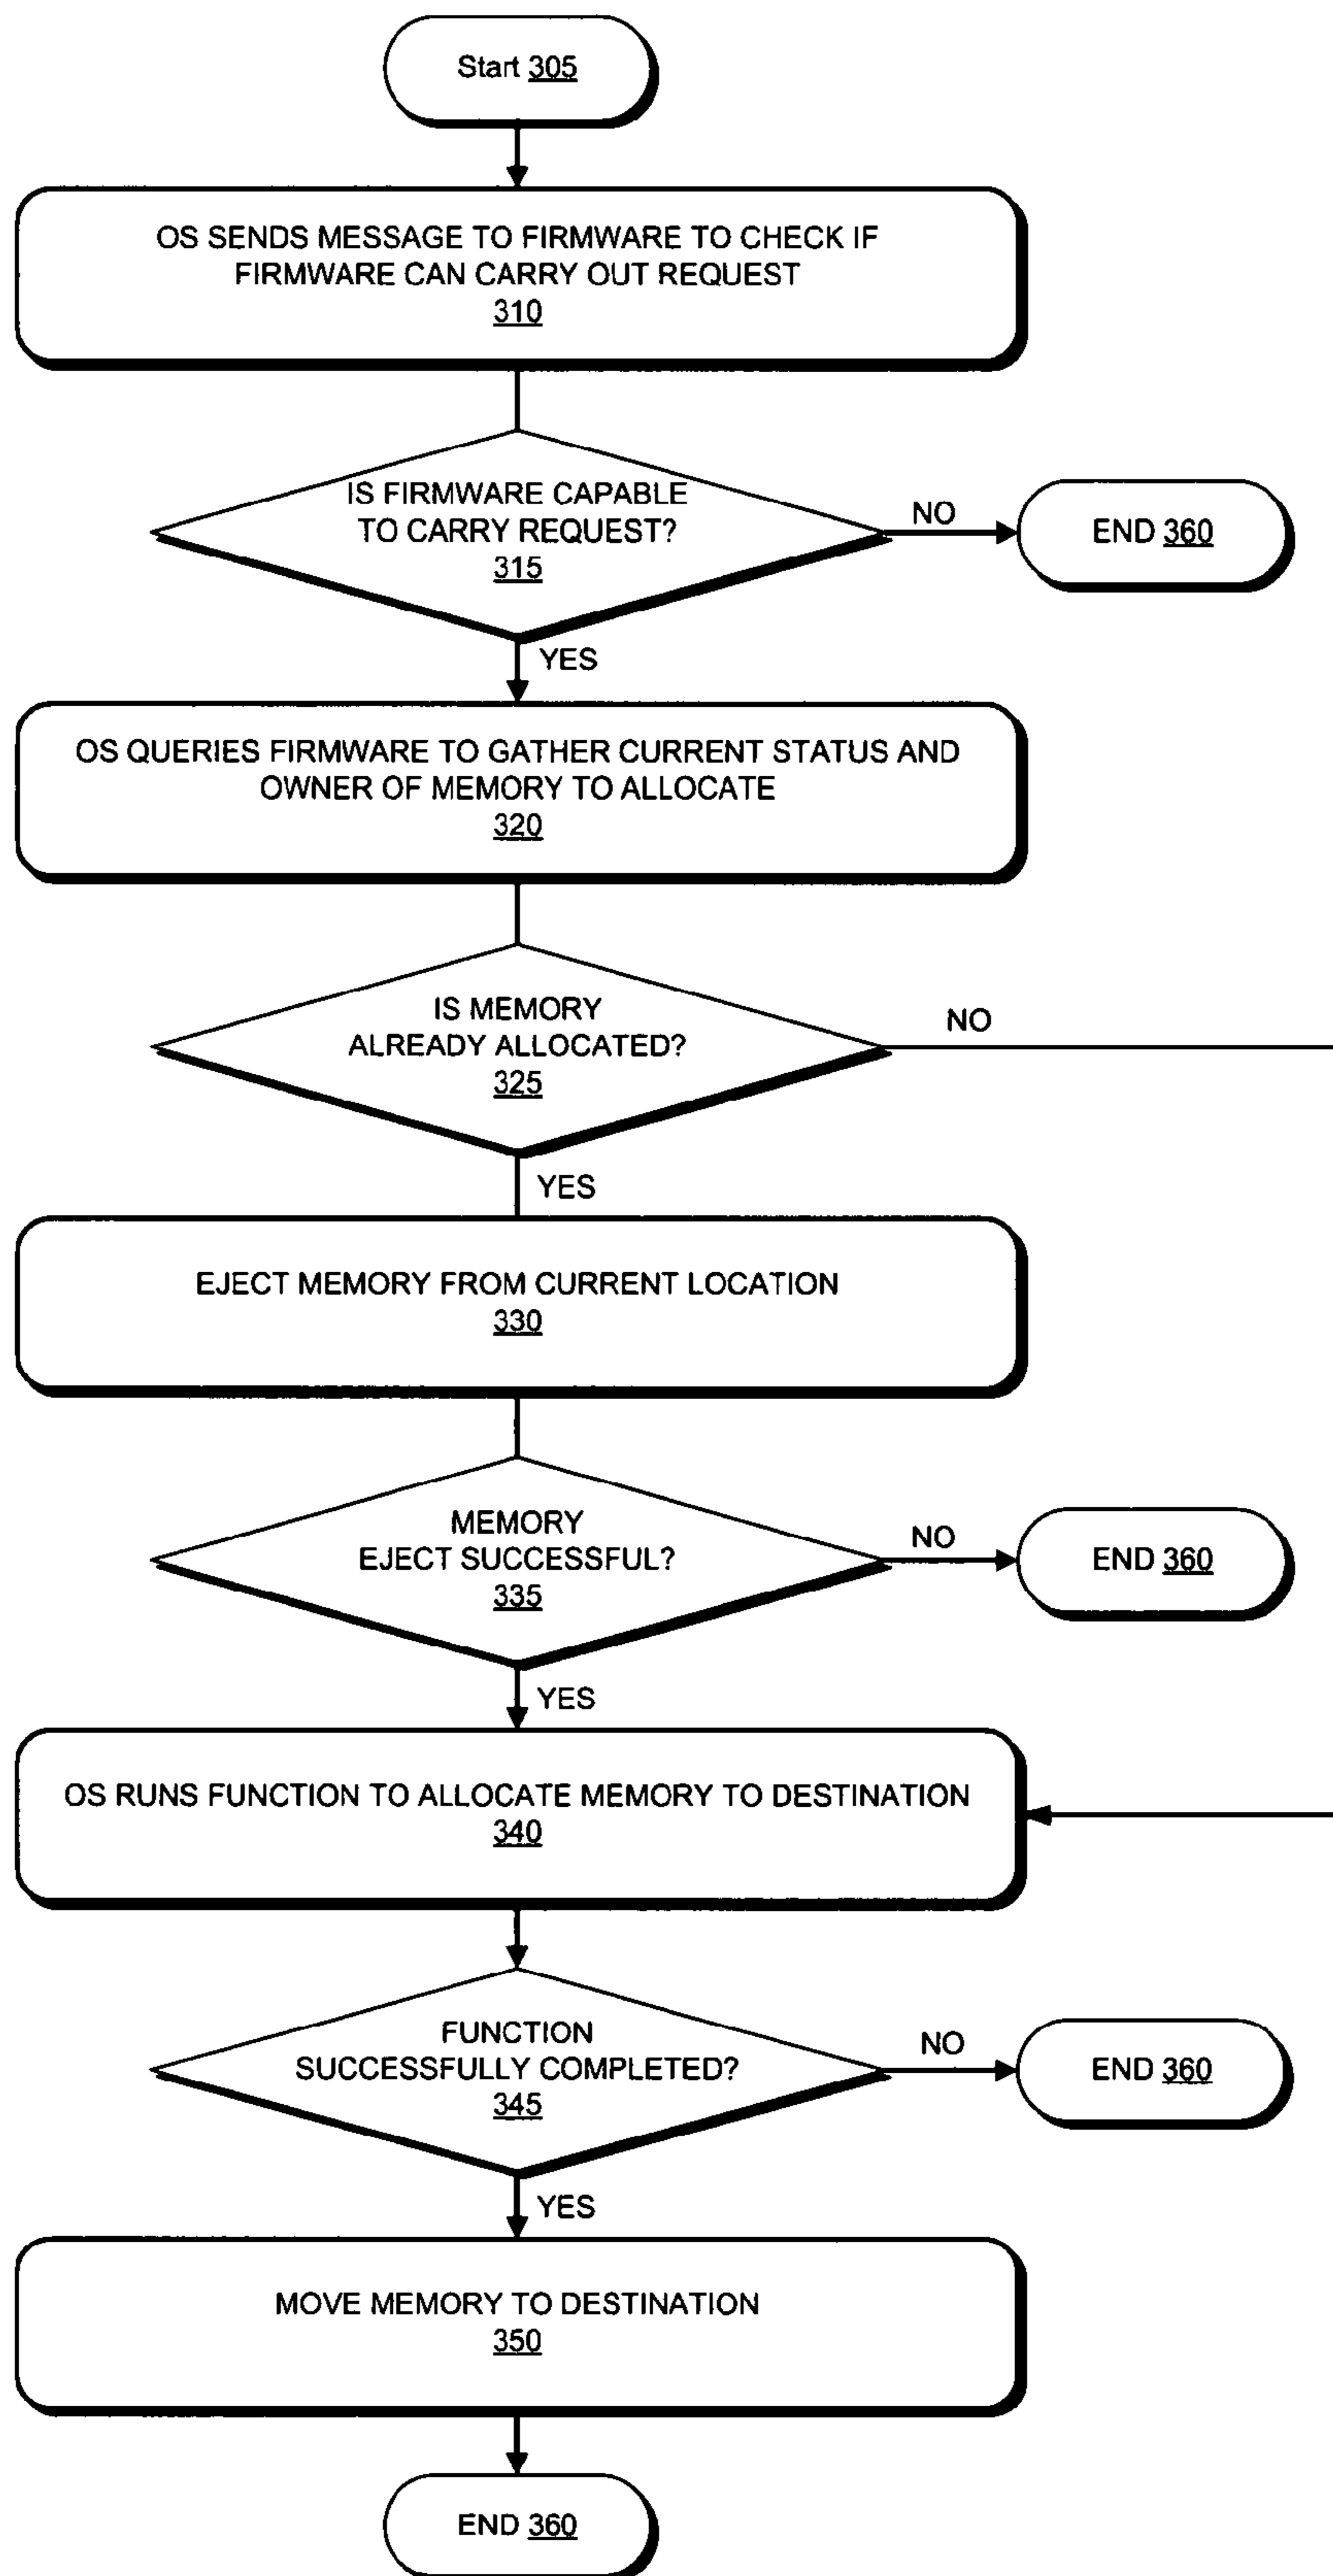 Start 305
OS SENDS MESSAGE TO FIRMWARE TO CHECK IF
FIRMWARE CAN CARRY OUT REQUEST
310
IS FIRMWARE CAPABLE
TO CARRY REQUEST?
315
NO
END 360
YES
OS QUERIES FIRMWARE TO GATHER CURRENT STATUS AND
OWNER OF MEMORY TO ALLOCATE
320
IS MEMORY
ALREADY ALLOCATED?
325
NO
YES
EJECT MEMORY FROM CURRENT LOCATION
330
MEMORY
EJECT SUCCESSFUL?
335
NO
END 360
YES
OS RUNS FUNCTION TO ALLOCATE MEMORY TO DESTINATION
340
FUNCTION
SUCCESSFULLY COMPLETED?
345
NO
END 360
YES
MOVE MEMORY TO DESTINATION
350
END 360